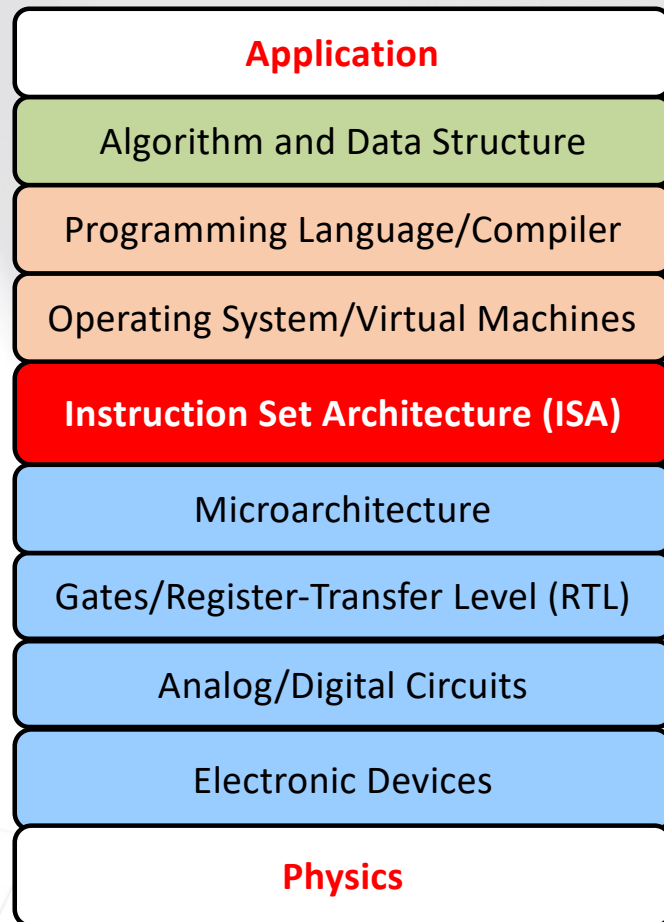 Application
Algorithm and Data Structure
Programming Language/Compiler
Operating System/Virtual Machines
Instruction Set Architecture (ISA)
Microarchitecture
Gates/Register-Transfer Level (RTL)
Analog/Digital Circuits
Electronic Devices
Physics